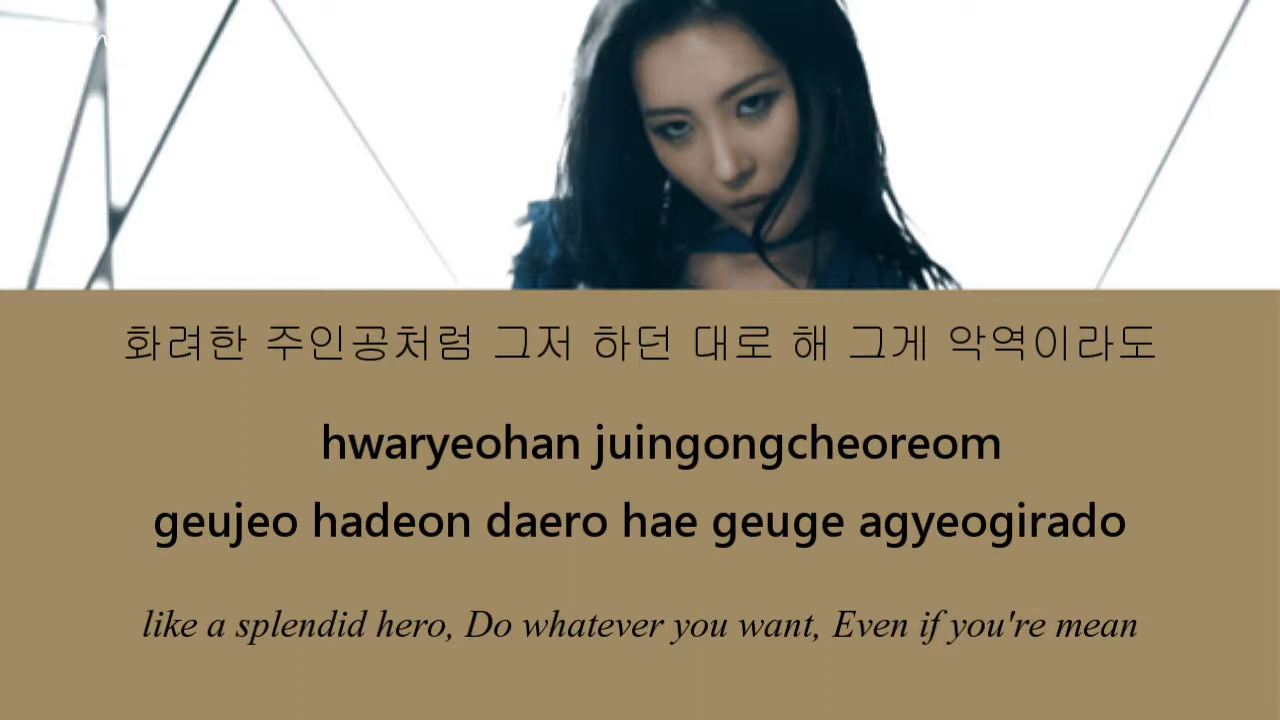 화려한 주인공처럼 그저 하던 대로 해 그게 악역이라도
hwaryeohan juingongcheoreom
geujeo hadeon daero hae geuge agyeogirado
like a splendid hero, Do whatever you want, Even if you're mean